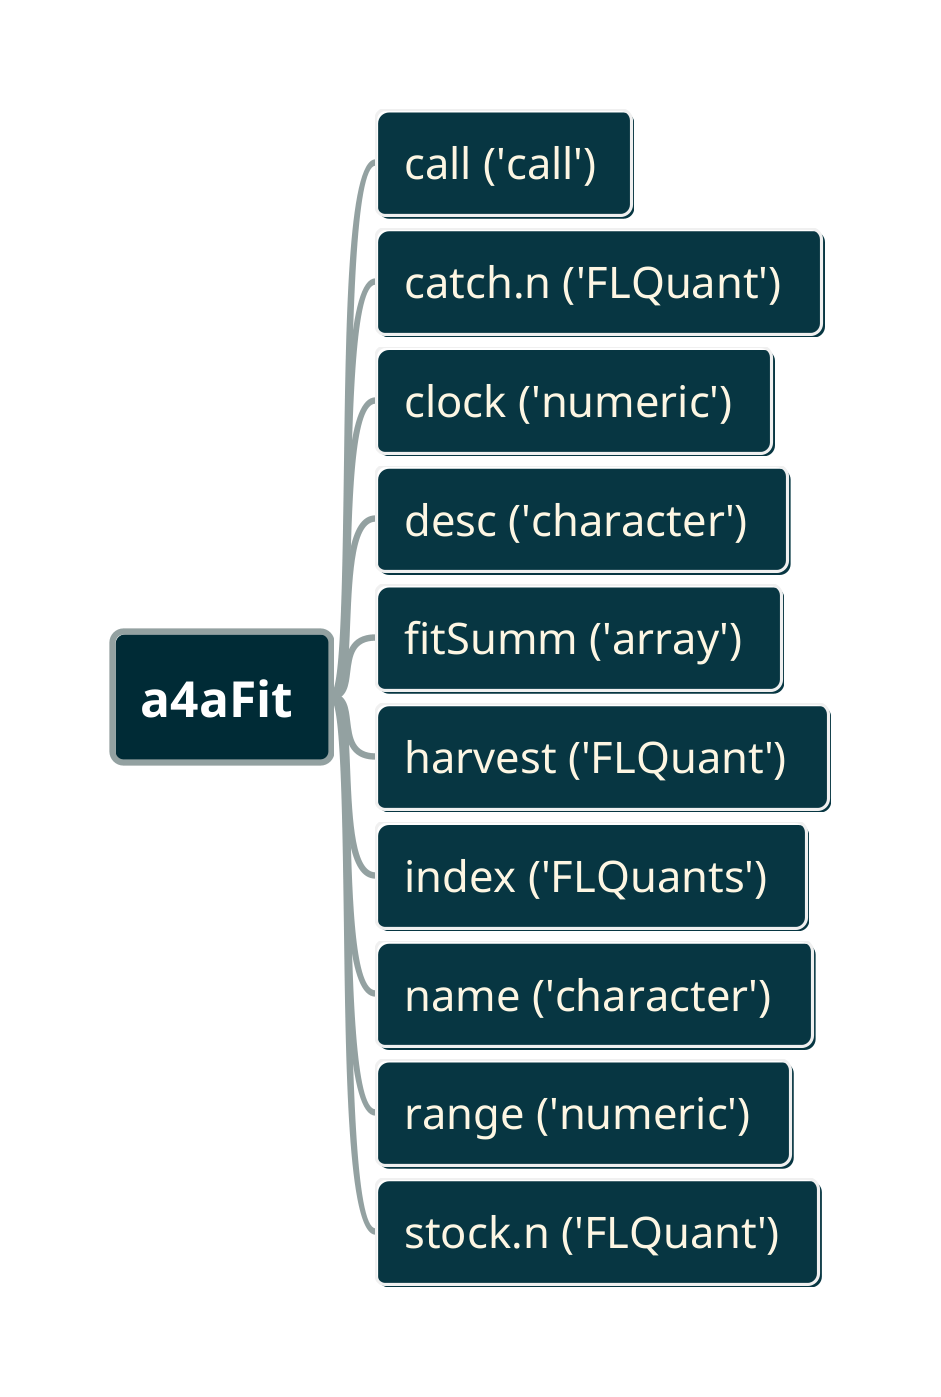 call ('call')
catch.n ('FLQuant')
clock ('numeric')
desc ('character')
fitSumm ('array')
a4aFit
harvest ('FLQuant')
index ('FLQuants')
name ('character')
range ('numeric')
stock.n ('FLQuant')